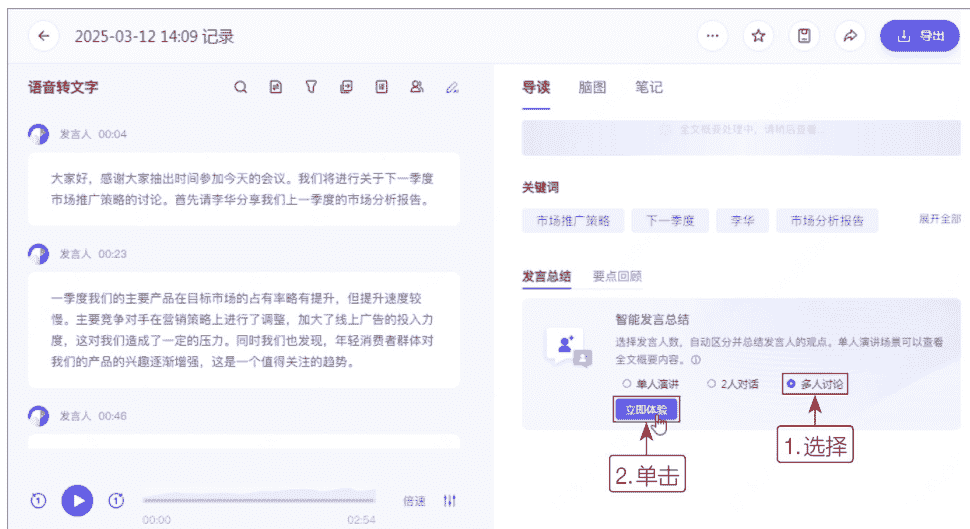 2025-03-12 14:09 记录
导出
语音转文字
发言人 00:04
大家好，感谢大家抽出时间参加今天的会议。我们将进行关于下一季度
市场推广策略的讨论。首先请李华分享我们上一季度的市场分析报告。
发言人 00:23
一季度我们的主要产品在目标市场的占有率略有提升，但提升速度较
慢。主要竞争对手在营销策略上进行了调整，加大了线上广告的投入力
度，这对我们造成了一定的压力。同时我们也发现，年轻消费者群体对
我们的产品的兴趣逐渐增强，这是一个值得关注的趋势。
发言人 00:46
倍速
00:00
02:54
导读 脑图 笔记
全文概要处理中，请稍后查看...
关键词
市场推广策略 下一季度 李华 市场分析报告 展开全部
发言总结 要点回顾
智能发言总结
选择发言人数，自动区分并总结发言人的观点。单人演讲场景可以查看
全文概要内容。
单人演讲 2人对话 多人讨论
立即体验
1.选择
2.单击